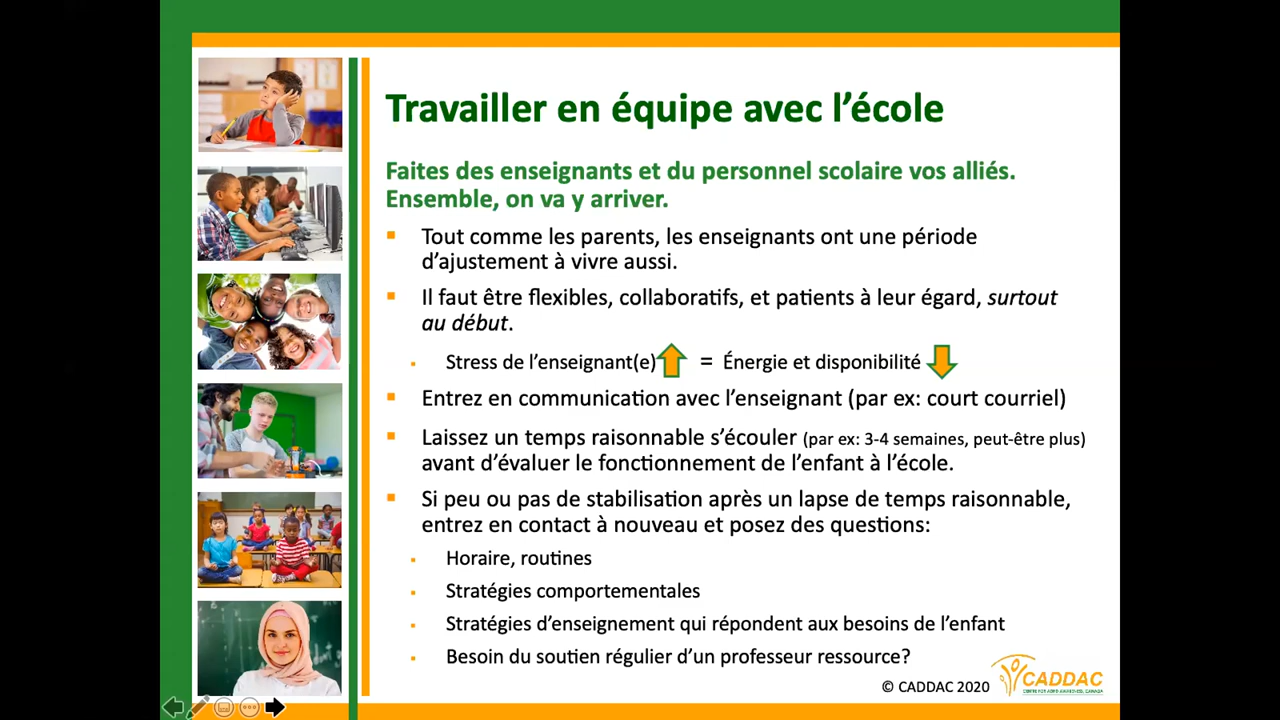 Travailler en équipe avec l'école
Faites des enseignants et du personnel scolaire vos alliés.
Ensemble, on va y arriver.
Tout comme les parents, les enseignants ont une période
d'ajustement à vivre aussi.
Il faut être flexibles, collaboratifs, et patients à leur égard, surtout
au début.
Stress de l'enseignant(e) = Énergie et disponibilité
Entrez en communication avec l'enseignant (par ex: court courriel)
Laissez un temps raisonnable s'écouler (par ex: 3-4 semaines, peut-être plus)
avant d'évaluer le fonctionnement de l'enfant à l'école.
Si peu ou pas de stabilisation après un lapse de temps raisonnable,
entrez en contact à nouveau et posez des questions:
Horaire, routines
Stratégies comportementales
Stratégies d'enseignement qui répondent aux besoins de l'enfant
Besoin du soutien régulier d'un professeur ressource?
© CADDAC 2020
CADDAC
CENTRE FOR ADHD AWARENESS, CANADA